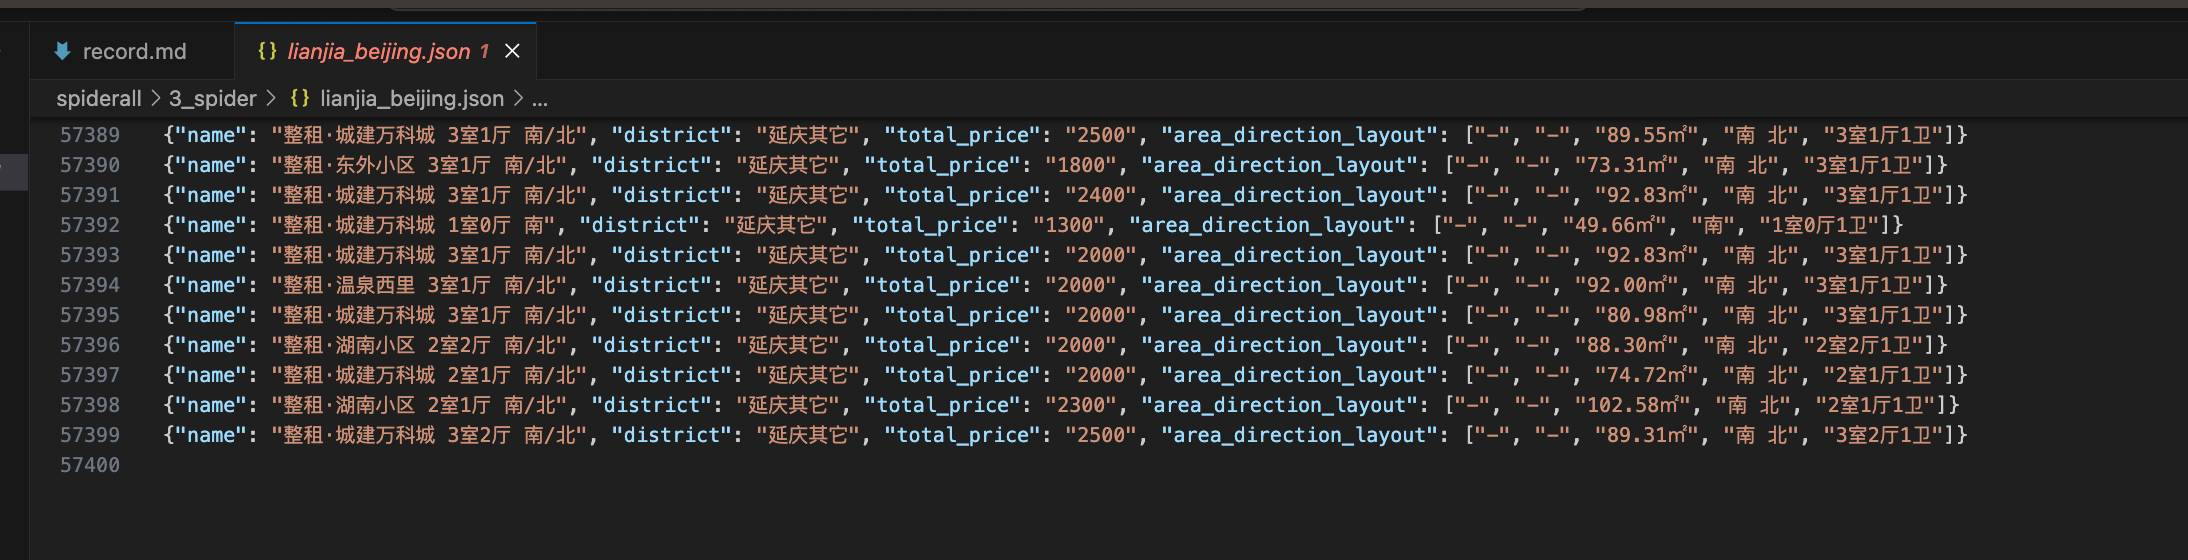 record.md {} lianjia_beijing.json 1
spiderall > 3_spider > {} lianjia_beijing.json > ...
57389 {"name": "整租·城建万科城 3室1厅 南/北", "district": "延庆其它", "total_price": "2500", "area_direction_layout": ["-", "-", "89.55㎡", "南 北", "3室1厅1卫"]}
57390 {"name": "整租·东外小区 3室1厅 南/北", "district": "延庆其它", "total_price": "1800", "area_direction_layout": ["-", "-", "73.31㎡", "南 北", "3室1厅1卫"]}
57391 {"name": "整租·城建万科城 3室1厅 南/北", "district": "延庆其它", "total_price": "2400", "area_direction_layout": ["-", "-", "92.83㎡", "南 北", "3室1厅1卫"]}
57392 {"name": "整租·城建万科城 1室0厅 南", "district": "延庆其它", "total_price": "1300", "area_direction_layout": ["-", "-", "49.66㎡", "南", "1室0厅1卫"]}
57393 {"name": "整租·城建万科城 3室1厅 南/北", "district": "延庆其它", "total_price": "2000", "area_direction_layout": ["-", "-", "92.83㎡", "南 北", "3室1厅1卫"]}
57394 {"name": "整租·温泉西里 3室1厅 南/北", "district": "延庆其它", "total_price": "2000", "area_direction_layout": ["-", "-", "92.00㎡", "南 北", "3室1厅1卫"]}
57395 {"name": "整租·城建万科城 3室1厅 南/北", "district": "延庆其它", "total_price": "2000", "area_direction_layout": ["-", "-", "80.98㎡", "南 北", "3室1厅1卫"]}
57396 {"name": "整租·湖南小区 2室2厅 南/北", "district": "延庆其它", "total_price": "2000", "area_direction_layout": ["-", "-", "88.30㎡", "南 北", "2室2厅1卫"]}
57397 {"name": "整租·城建万科城 2室1厅 南/北", "district": "延庆其它", "total_price": "2000", "area_direction_layout": ["-", "-", "74.72㎡", "南 北", "2室1厅1卫"]}
57398 {"name": "整租·湖南小区 2室1厅 南/北", "district": "延庆其它", "total_price": "2300", "area_direction_layout": ["-", "-", "102.58㎡", "南 北", "2室1厅1卫"]}
57399 {"name": "整租·城建万科城 3室2厅 南/北", "district": "延庆其它", "total_price": "2500", "area_direction_layout": ["-", "-", "89.31㎡", "南 北", "3室2厅1卫"]}
57400